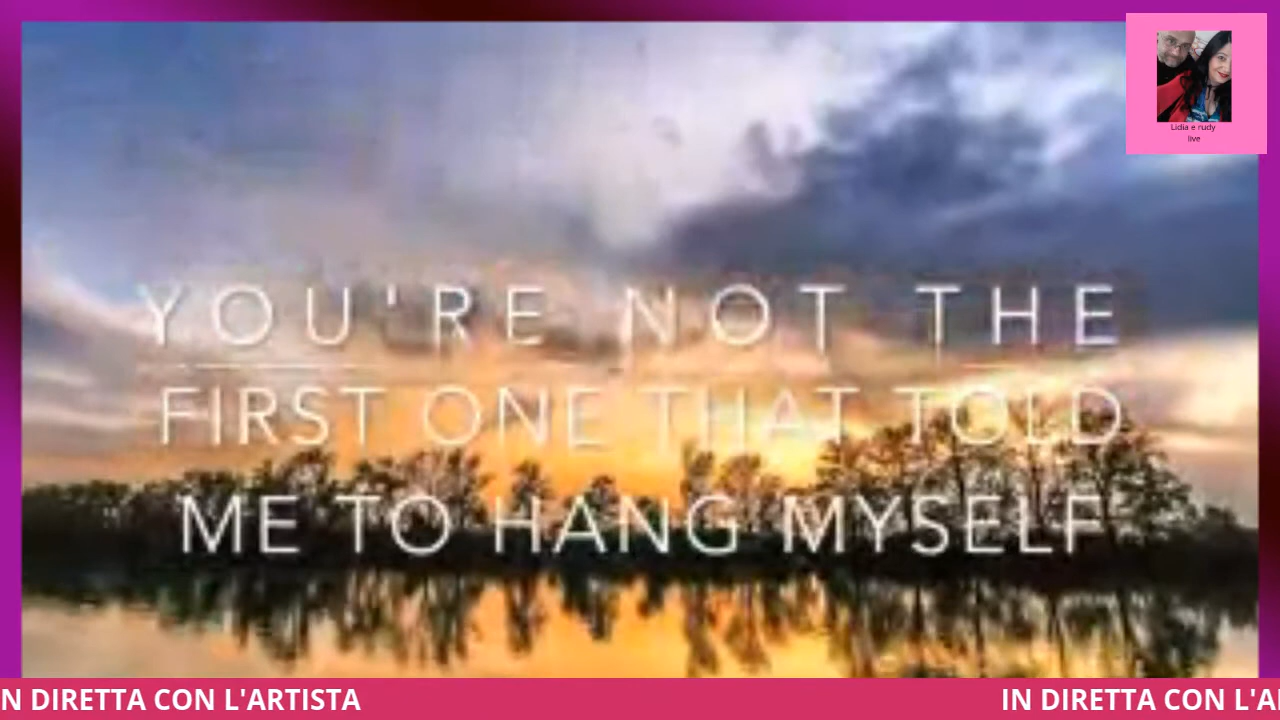 Lidia e rudy
live
YOU'RE NOT THE
FIRST ONE THAT TOLD
ME TO HANG MYSELF
N DIRETTA CON L'ARTISTA
IN DIRETTA CON L'A